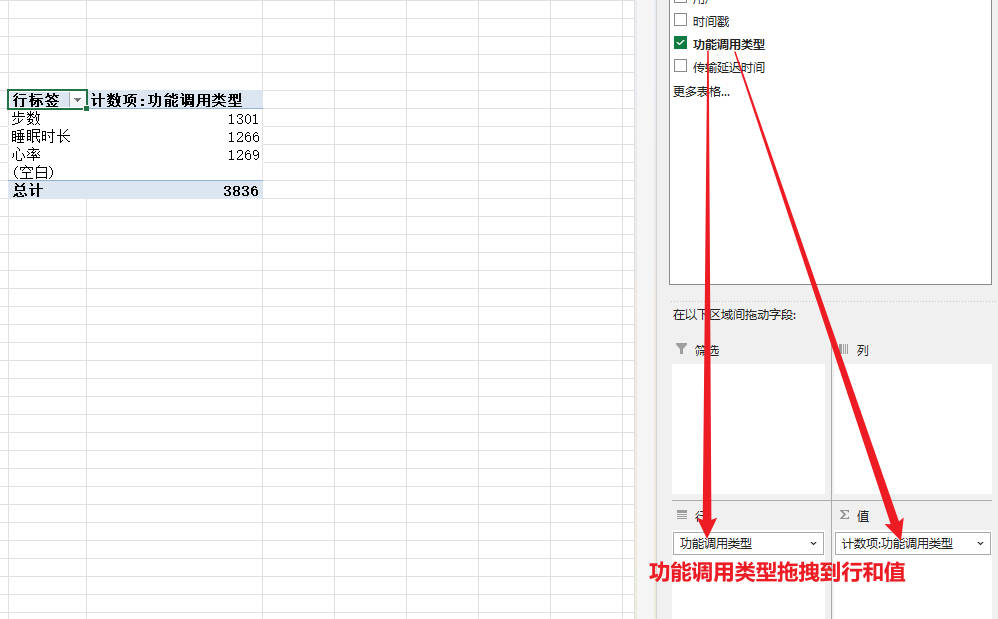 时间戳
功能调用类型
传输延迟时间
更多表格...
行标签 计数项:功能调用类型
步数 1301
睡眠时长 1266
心率 1269
(空白)
总计 3836
在以下区域间拖动字段:
筛选 列
行 Σ 值
功能调用类型 计数项:功能调用类型
功能调用类型拖拽到行和值